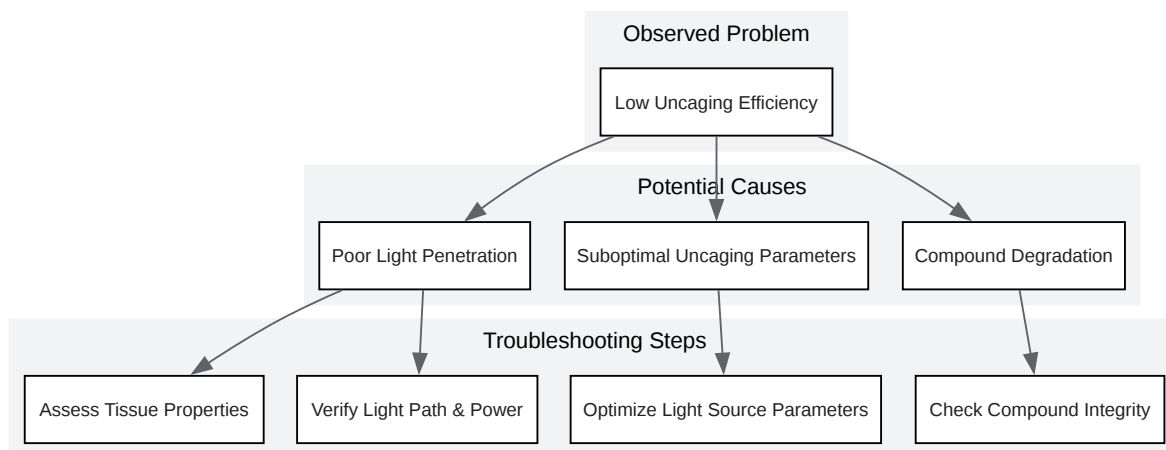 Observed Problem
Low Uncaging Efficiency
Potential Causes
Poor Light Penetration
Suboptimal Uncaging Parameters
Compound Degradation
Troubleshooting Steps
Assess Tissue Properties
Verify Light Path & Power
Optimize Light Source Parameters
Check Compound Integrity